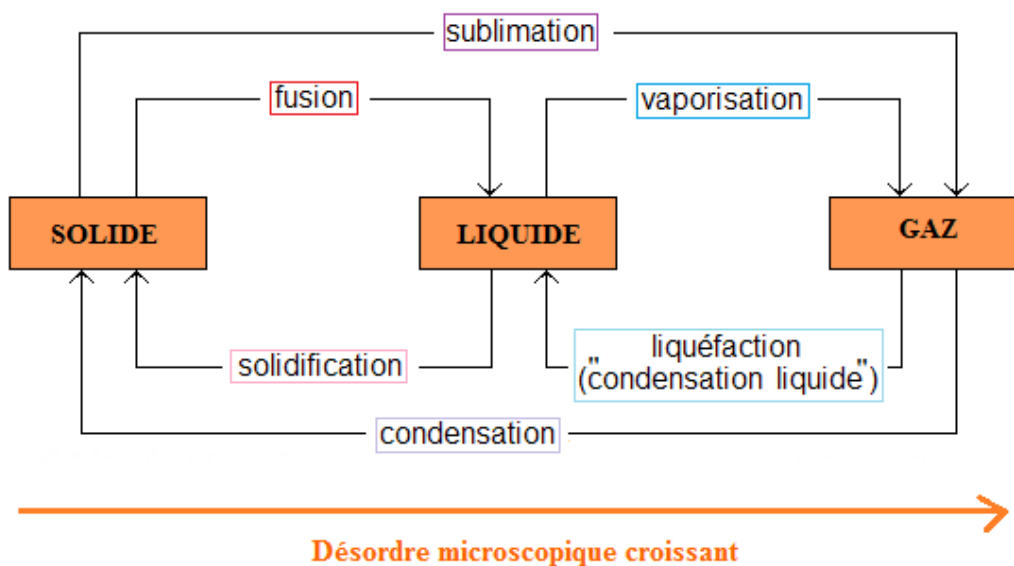 sublimation
fusion
vaporisation
SOLIDE
LIQUIDE
GAZ
solidification
" liquéfaction "
(condensation liquide )
condensation
Désordre microscopique croissant